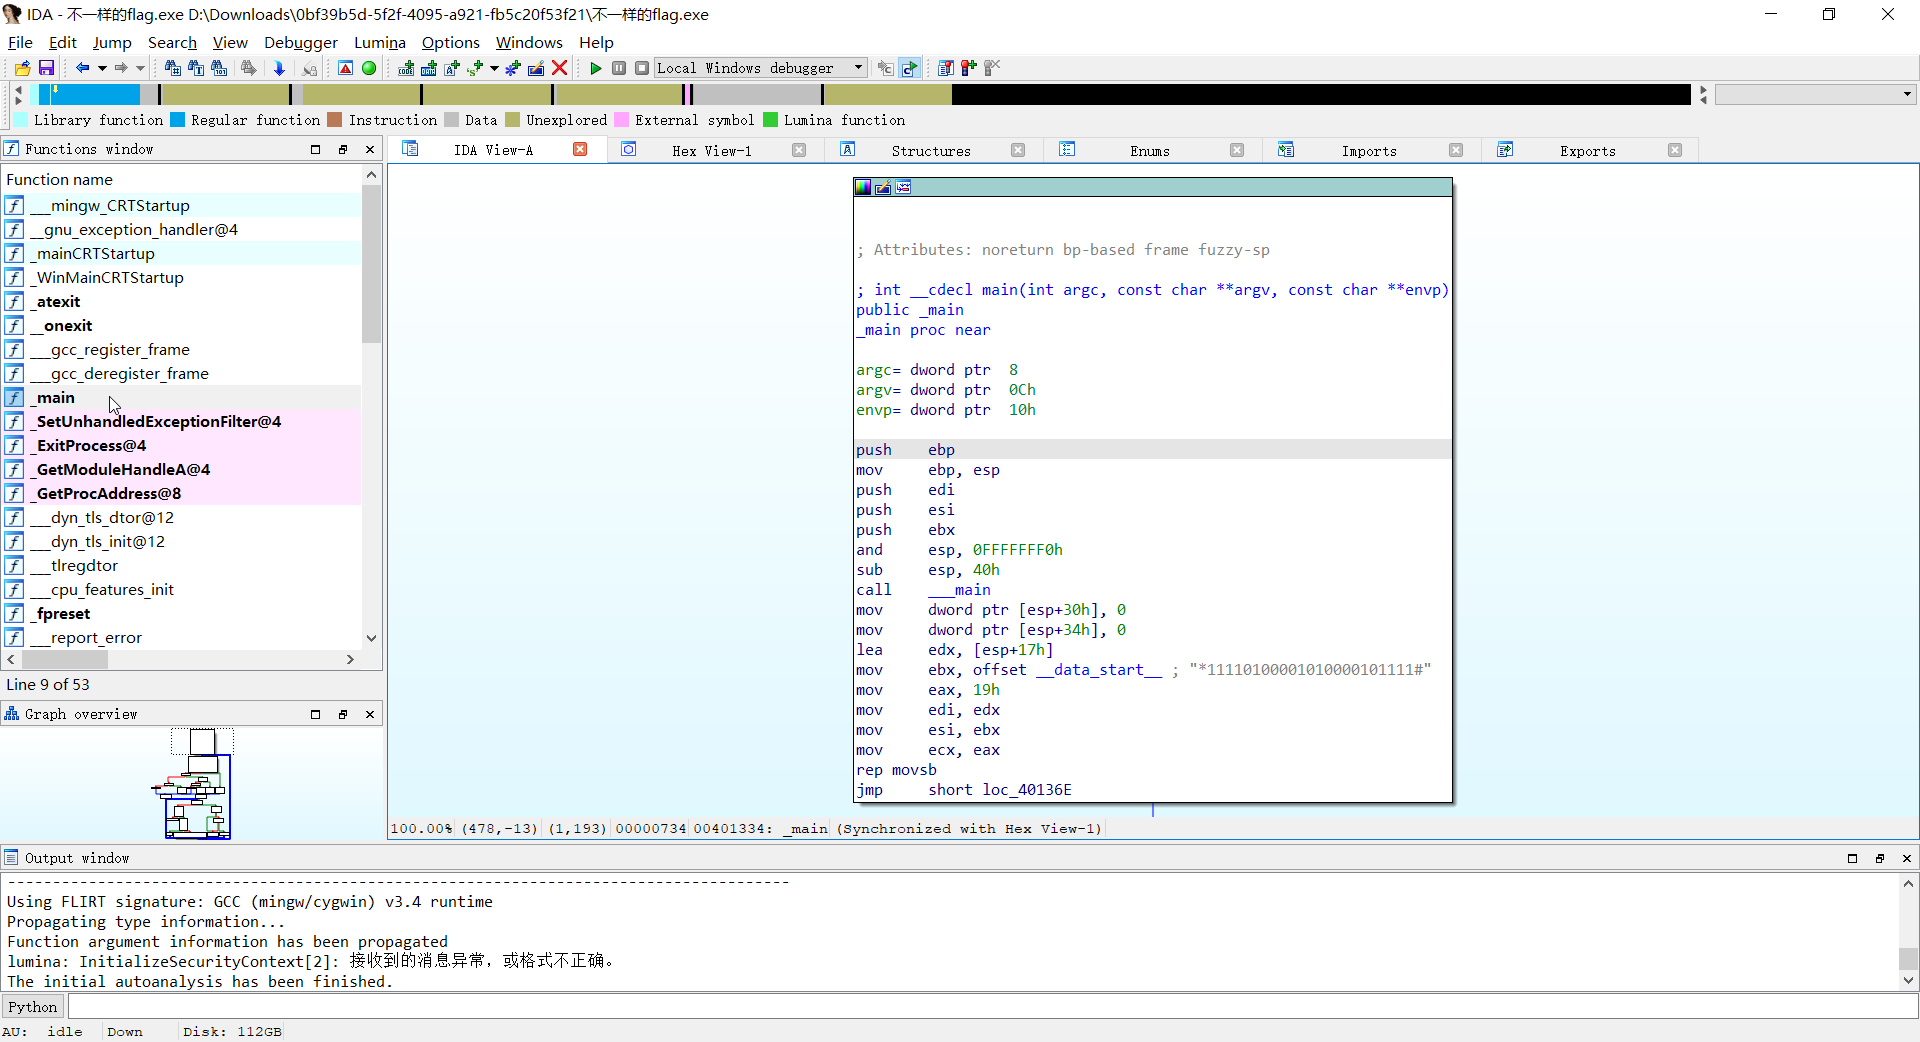 IDA - 不一样的flag.exe D:\Downloads\0bf39b5d-5f2f-4095-a921-fb5c20f53f21\不一样的flag.exe
File Edit Jump Search View Debugger Lumina Options Windows Help
Local Windows debugger
Library function Regular function Instruction Data Unexplored External symbol Lumina function
Functions window
IDA View-A Hex View-1 Structures Enums Imports Exports
Function name
___mingw_CRTStartup
__gnu_exception_handler@4
_mainCRTStartup
_WinMainCRTStartup
_atexit
__onexit
___gcc_register_frame
___gcc_deregister_frame
_main
_SetUnhandledExceptionFilter@4
_ExitProcess@4
_GetModuleHandleA@4
_GetProcAddress@8
___dyn_tls_dtor@12
___dyn_tls_init@12
___tlregdtor
___cpu_features_init
_fpreset
___report_error
Line 9 of 53
Graph overview
; Attributes: noreturn bp-based frame fuzzy-sp
; int __cdecl main(int argc, const char **argv, const char **envp)
public _main
_main proc near
argc= dword ptr  8
argv= dword ptr  0Ch
envp= dword ptr  10h
push    ebp
mov     ebp, esp
push    edi
push    esi
push    ebx
and     esp, 0FFFFFFF0h
sub     esp, 40h
call    ___main
mov     dword ptr [esp+30h], 0
mov     dword ptr [esp+34h], 0
lea     edx, [esp+17h]
mov     ebx, offset __data_start__ ; "*11110100001010000101111#"
mov     eax, 19h
mov     edi, edx
mov     esi, ebx
mov     ecx, eax
rep movsb
jmp     short loc_40136E
100.00% (478,-13) (1,193) 00000734 00401334: _main (Synchronized with Hex View-1)
Output window
---------------------------------------------------------------------------------------
Using FLIRT signature: GCC (mingw/cygwin) v3.4 runtime
Propagating type information...
Function argument information has been propagated
lumina: InitializeSecurityContext[2]: 接收到的消息异常，或格式不正确。
The initial autoanalysis has been finished.
Python
AU: idle Down Disk: 112GB